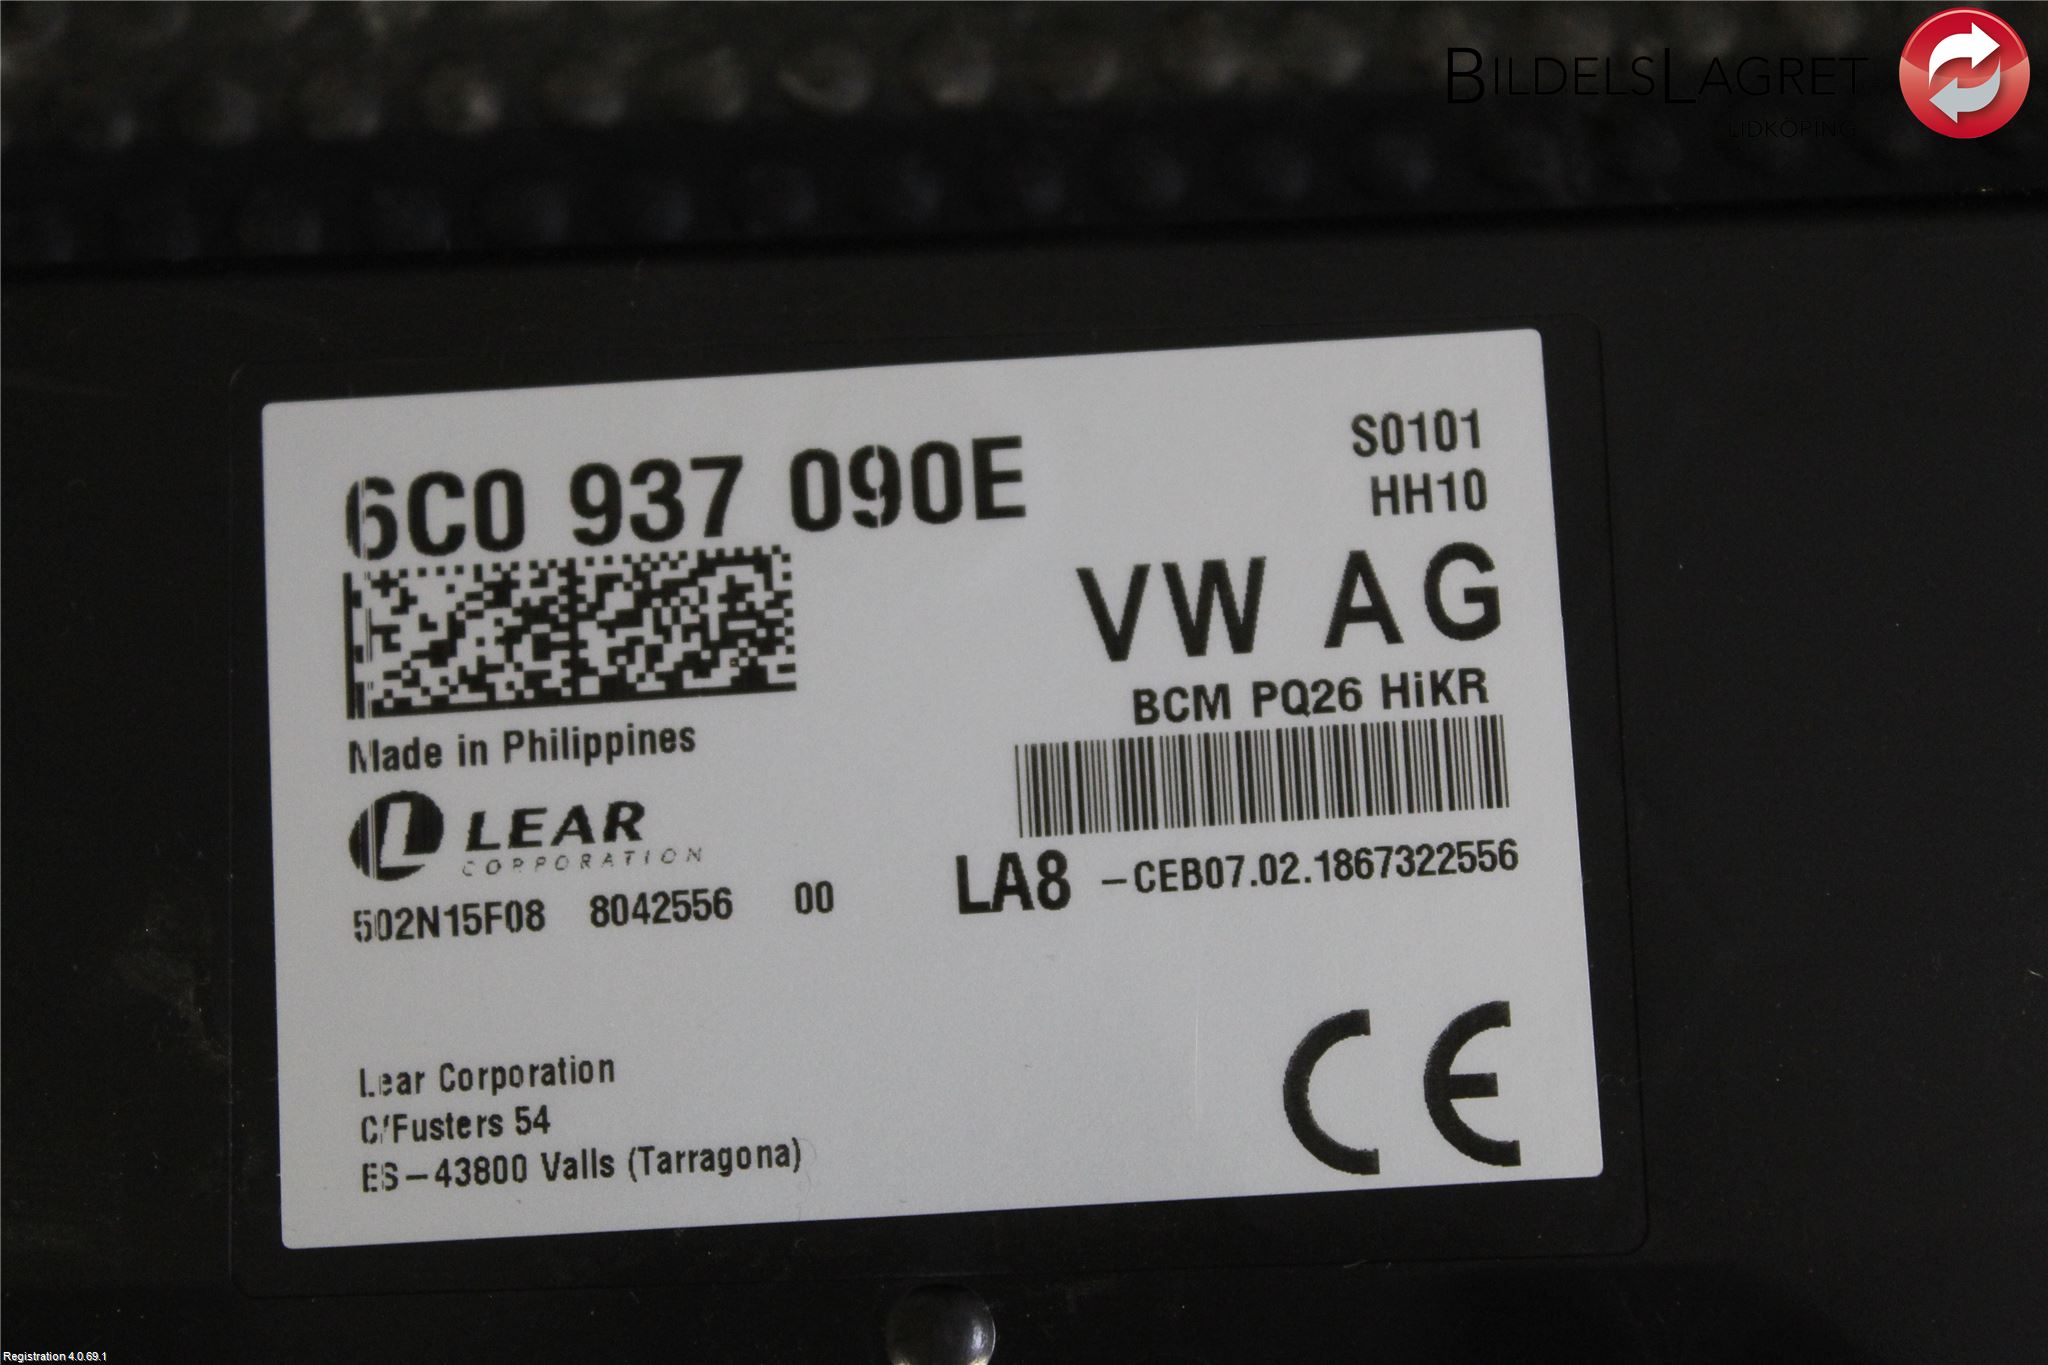 BILDELSLAGRET
LIDKÖPING
6C0 937 090E
S0101
HH10
VW AG
BCM PQ26 HiKR
Made in Philippines
LEAR
CORPORATION
LA8 -CEB07.02.1867322556
502N15F08 8042556 00
Lear Corporation
C/Fusters 54
ES-43800 Valls (Tarragona)
CE
Registration 4.0.69.1